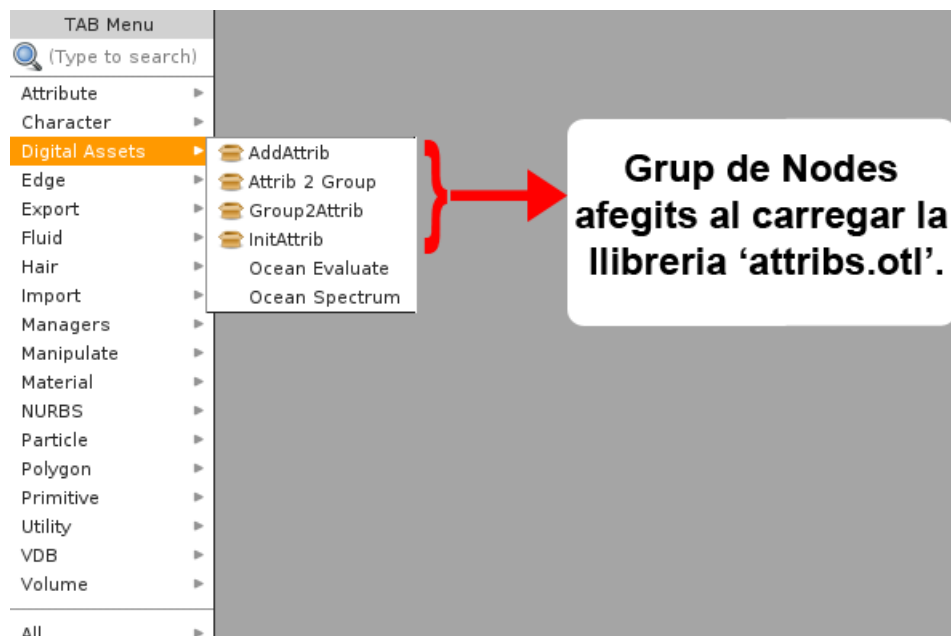 TAB Menu
(Type to search)
Attribute
Character
Digital Assets
Edge
Export
Fluid
Hair
Import
Managers
Manipulate
Material
NURBS
Particle
Polygon
Primitive
Utility
VDB
Volume
All
AddAttrib
Attrib 2 Group
Group2Attrib
InitAttrib
Ocean Evaluate
Ocean Spectrum
Grup de Nodes
afegits al carregar la
llibreria ‘attribs.otl’.